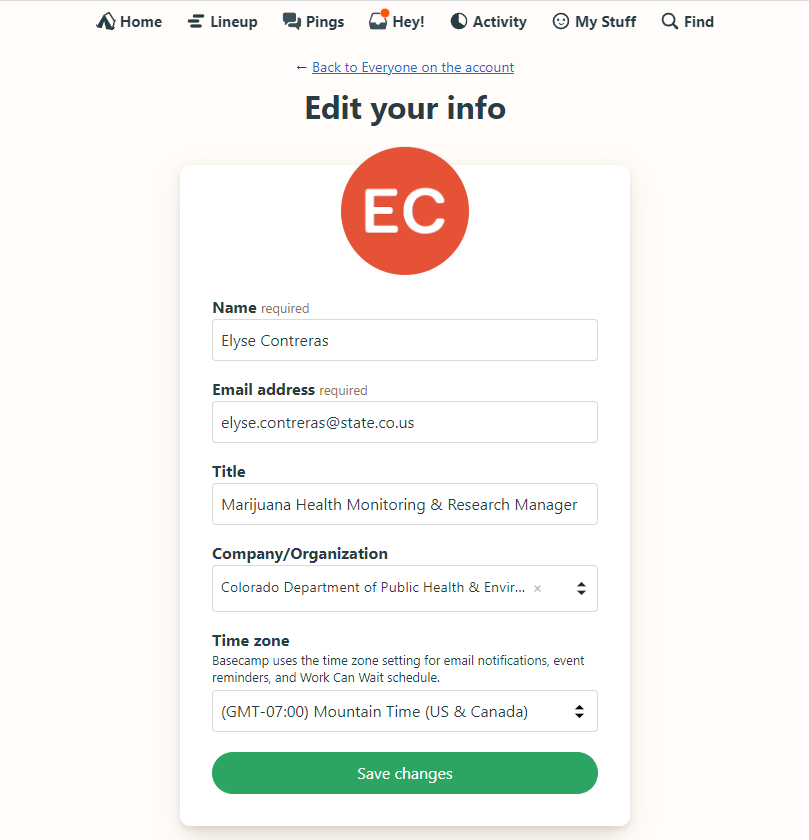 Home Lineup Pings Hey! Activity My Stuff Find
← Back to Everyone on the account
Edit your info
EC
Name required
Elyse Contreras
Email address required
elyse.contreras@state.co.us
Title
Marijuana Health Monitoring & Research Manager
Company/Organization
Colorado Department of Public Health & Envir... ×
Time zone
Basecamp uses the time zone setting for email notifications, event
reminders, and Work Can Wait schedule.
(GMT-07:00) Mountain Time (US & Canada)
Save changes